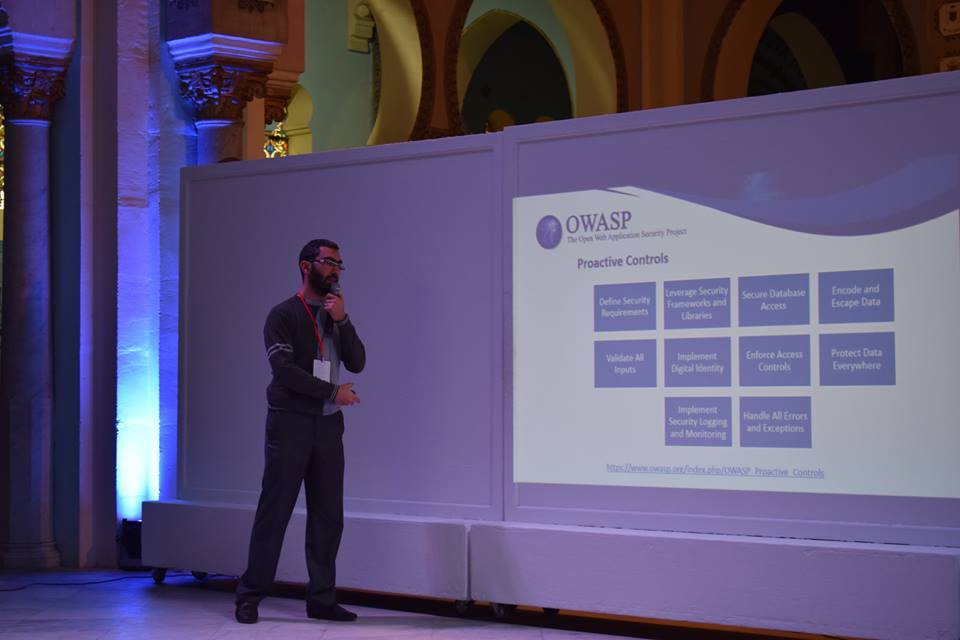 OWASP
The Open Web Application Security Project
Proactive Controls
Define Security
Requirements
Leverage Security
Frameworks and
Libraries
Secure Database
Access
Encode and
Escape Data
Validate All
Inputs
Implement
Digital Identity
Enforce Access
Controls
Protect Data
Everywhere
Implement
Security Logging
and Monitoring
Handle All Errors
and Exceptions
https://www.owasp.org/index.php/OWASP_Proactive_Controls